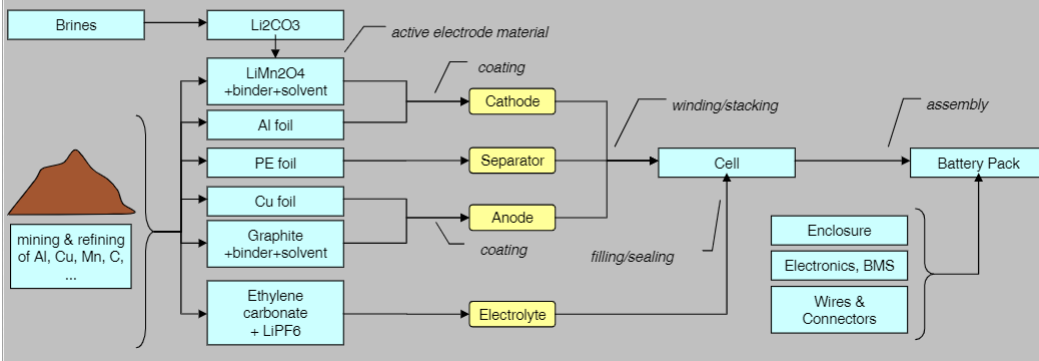 Brines
Li2CO3
active electrode material
LiMn2O4
+binder+solvent
coating
Cathode
winding/stacking
assembly
Al foil
PE foil
Separator
Cell
Battery Pack
Cu foil
Anode
mining & refining
of Al, Cu, Mn, C,
...
Graphite
+binder+solvent
coating
filling/sealing
Enclosure
Electronics, BMS
Wires &
Connectors
Ethylene
carbonate
+ LiPF6
Electrolyte